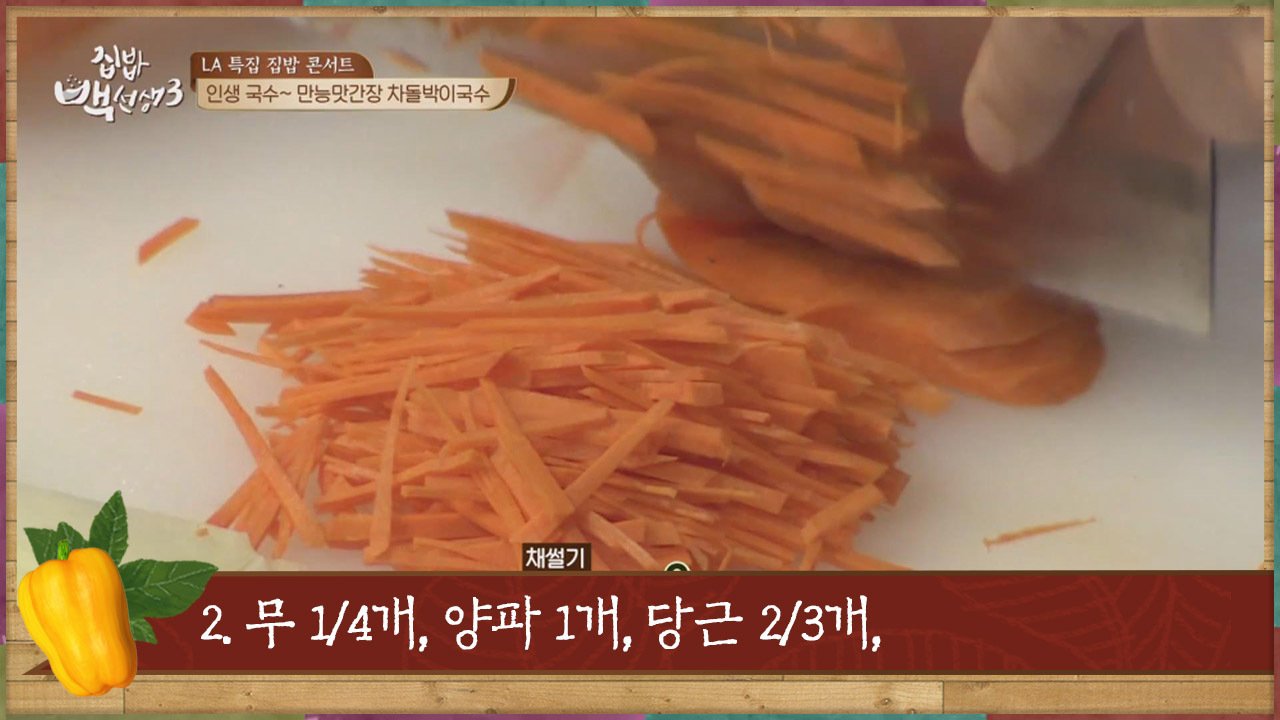 집밥
백선생3
LA 특집 집밥 콘서트
인생 국수~ 만능맛간장 차돌박이국수
채썰기
2. 무 1/4개, 양파 1개, 당근 2/3개,